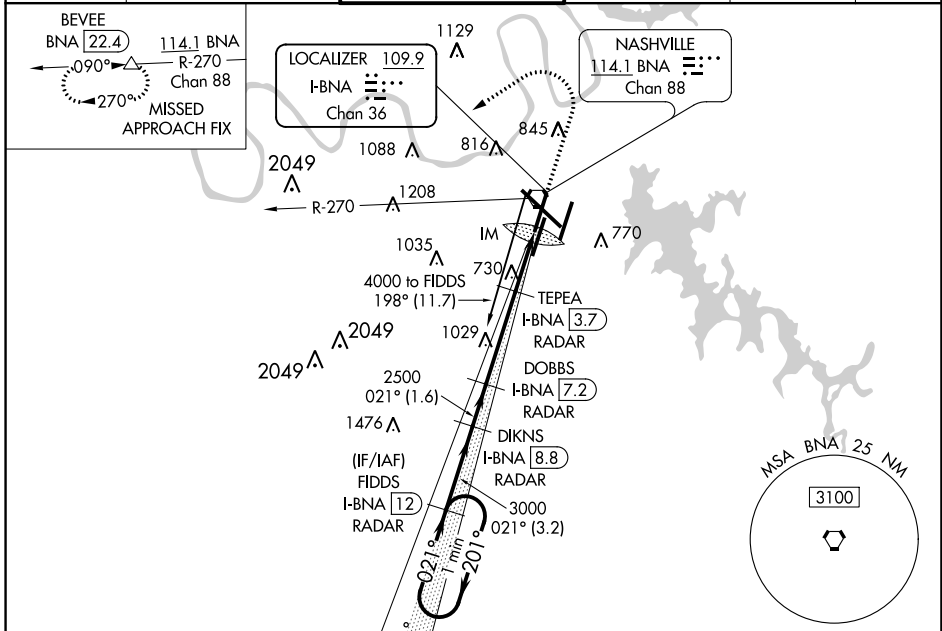 BEVEE
BNA 22.4
114.1 BNA
090°
R-270
Chan 88
270°
MISSED
APPROACH FIX
LOCALIZER 109.9
I-BNA
Chan 36
1129
NASHVILLE
114.1 BNA
Chan 88
845
816
1088
2049
1208
R-270
IM
770
1035
730
4000 to FIDDS
198° (11.7)
TEPEA
I-BNA 3.7
RADAR
1029
2049
2049
DOBBS
I-BNA 7.2
RADAR
2500
021° (1.6)
1476
DIKNS
I-BNA 8.8
RADAR
(IF/IAF)
FIDDS
I-BNA 12
RADAR
3000
021° (3.2)
021°
1 min
201°
MSA BNA 25 NM
3100